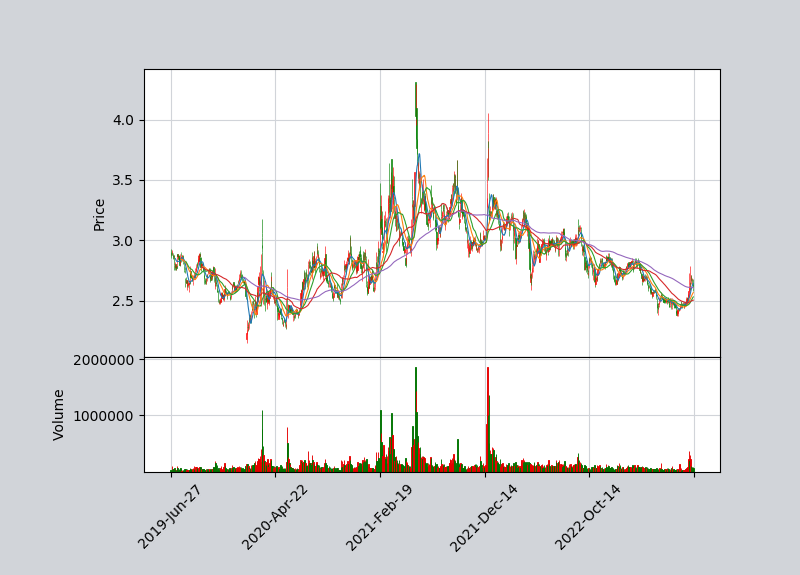 Price
4.0
3.5
3.0
2.5
Volume
2000000
1000000
2019-Jun-27
2020-Apr-22
2021-Feb-19
2021-Dec-14
2022-Oct-14